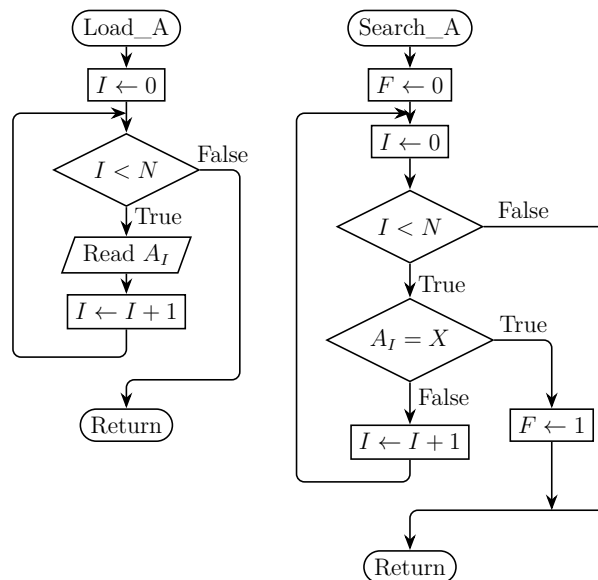 Load_A
I ← 0
I < N
False
True
Read A_I
I ← I + 1
Return
Search_A
F ← 0
I ← 0
I < N
False
True
A_I = X
True
False
I ← I + 1
F ← 1
Return